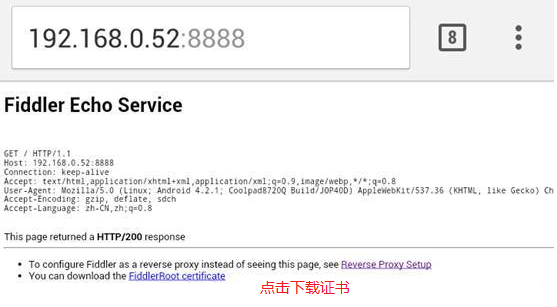 192.168.0.52:8888
8
Fiddler Echo Service
GET / HTTP/1.1
Host: 192.168.0.52:8888
Connection: keep-alive
Accept: text/html,application/xhtml+xml,application/xml;q=0.9,image/webp,*/*;q=0.8
User-Agent: Mozilla/5.0 (Linux; Android 4.2.1; Coolpad8720Q Build/JOP40D) AppleWebKit/537.36 (KHTML, like Gecko) Ch
Accept-Encoding: gzip, deflate, sdch
Accept-Language: zh-CN,zh;q=0.8
This page returned a HTTP/200 response
To configure Fiddler as a reverse proxy instead of seeing this page, see Reverse Proxy Setup
You can download the FiddlerRoot certificate
点击下载证书